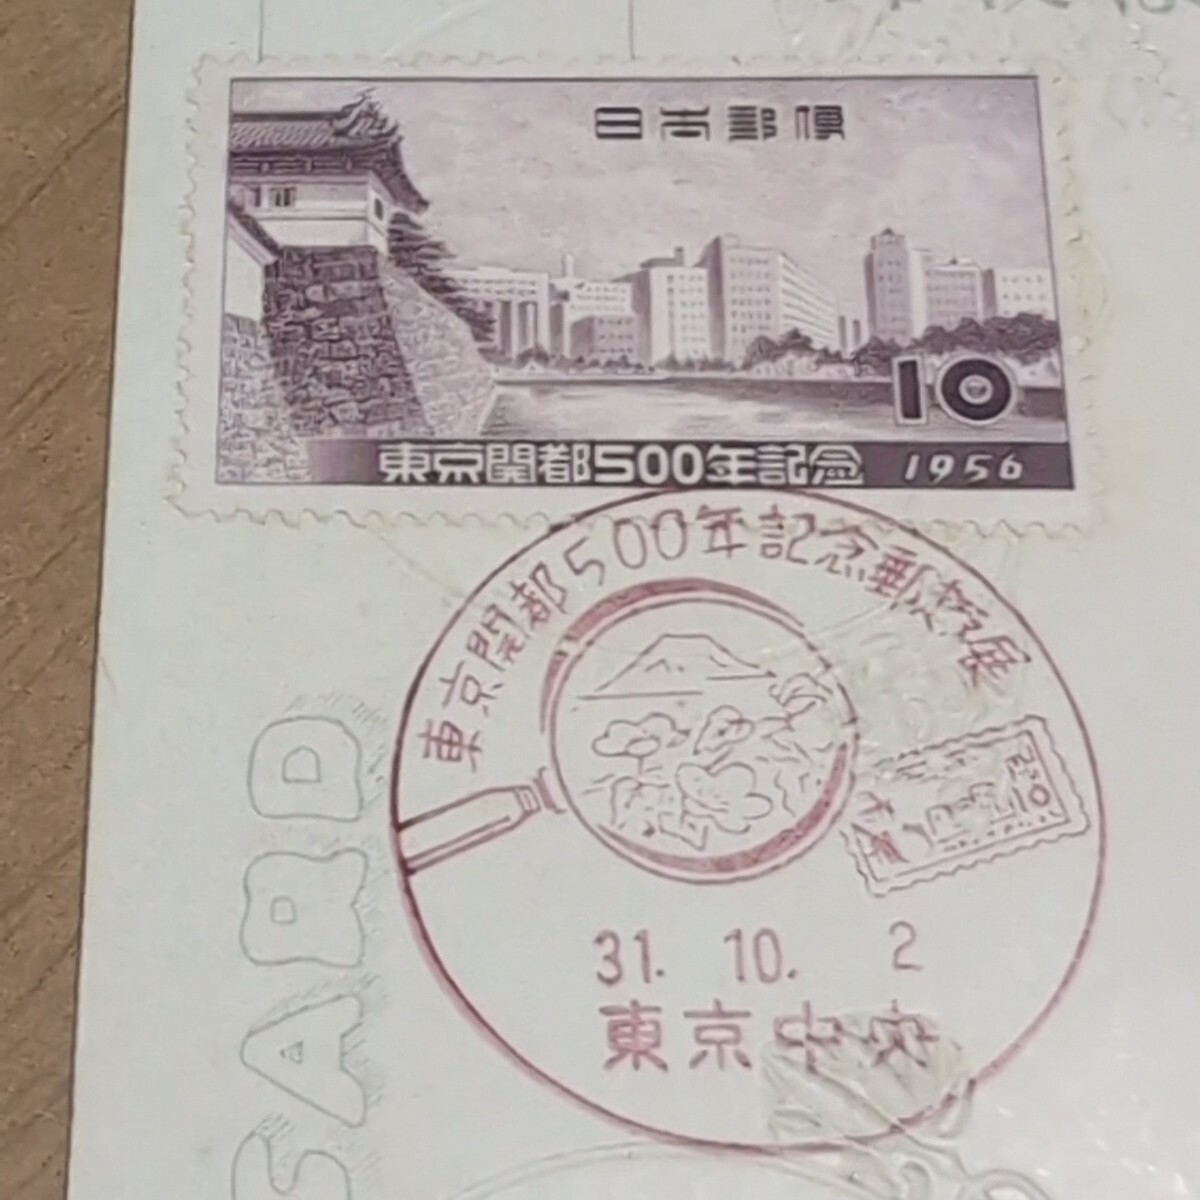 日本郵便
10
東京開都500年記念 1956
東京開都500年記念郵趣展
31. 10. 2
東京中央